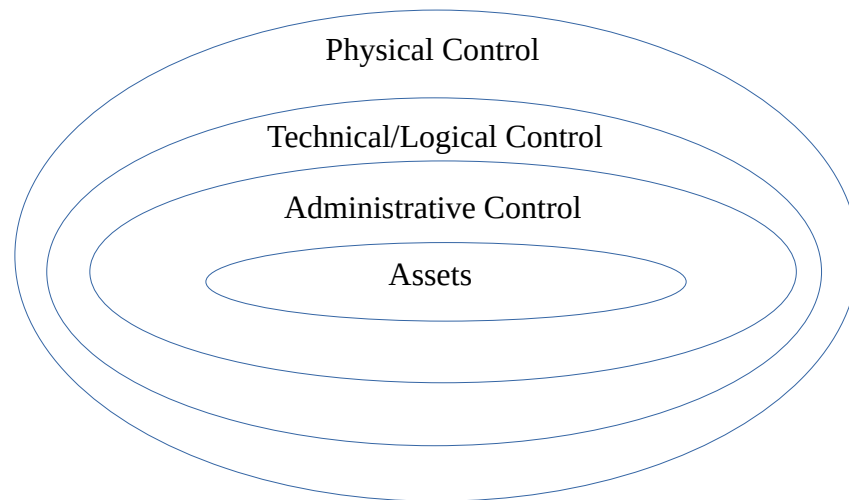 Physical Control
Technical/Logical Control
Administrative Control
Assets